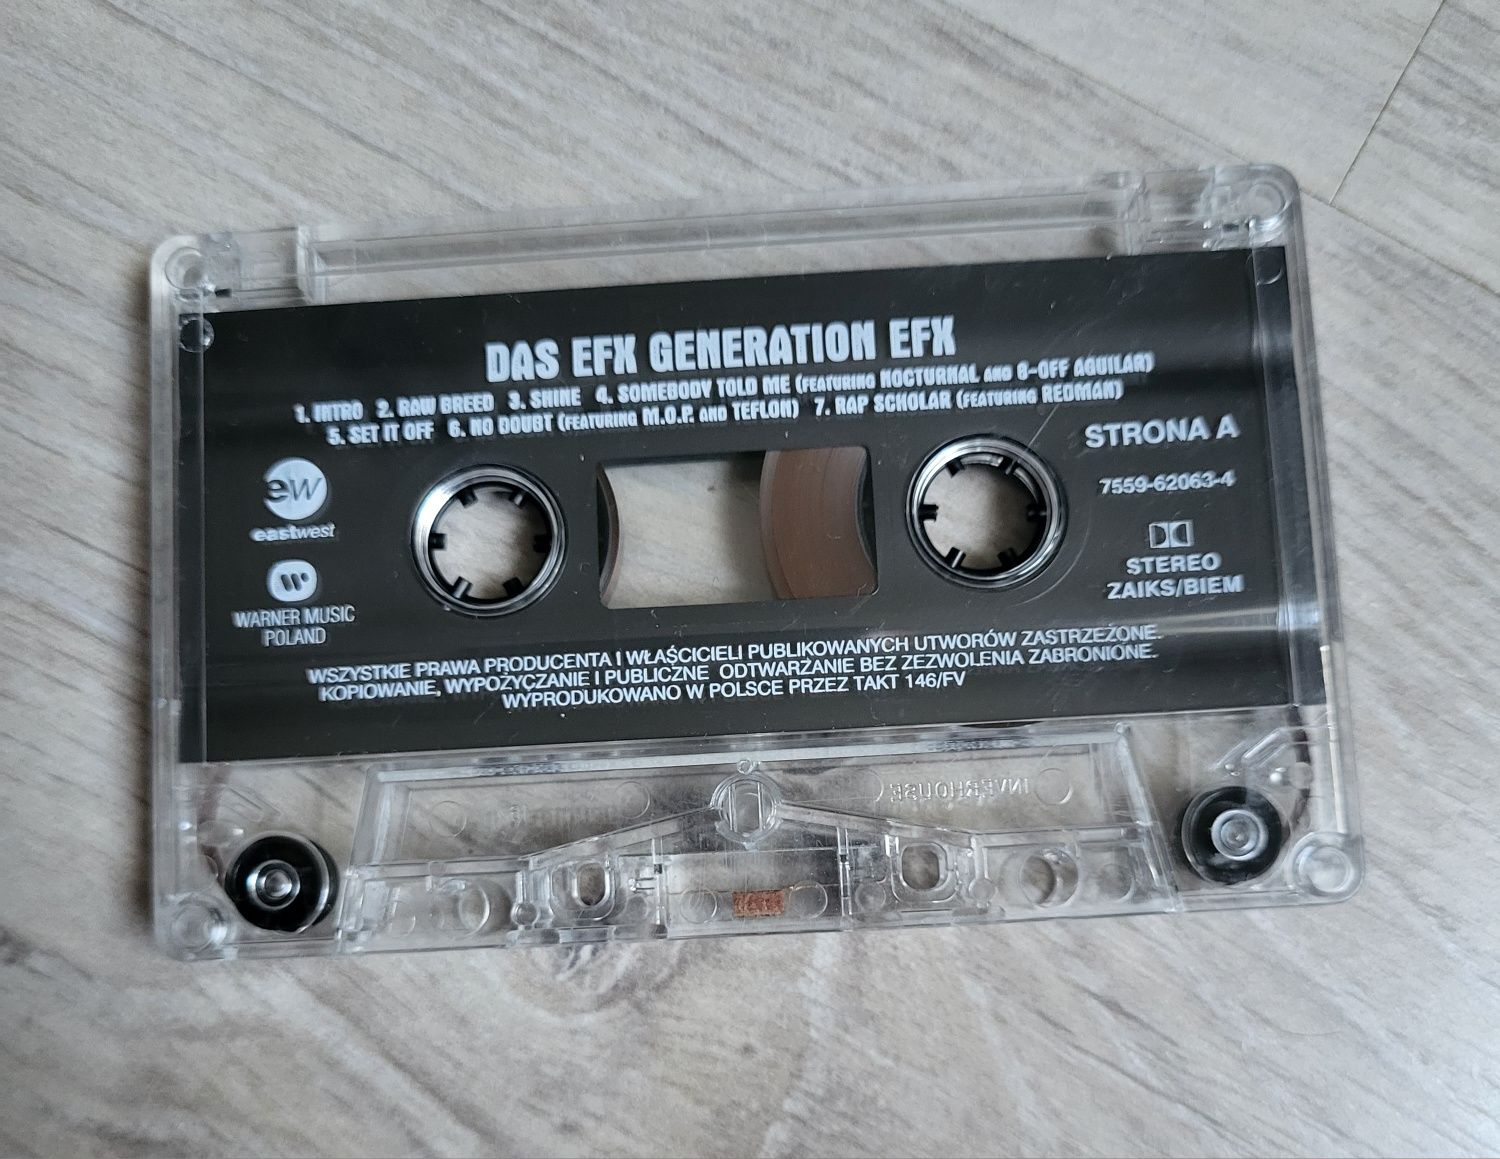 DAS EFX GENERATION EFX
1. INTRO 2. RAW BREED 3. SHINE 4. SOMEBODY TOLD ME (FEATURING NOCTURNAL AND 8-OFF AGUILAR)
5. SET IT OFF 6. NO DOUBT (FEATURING M.O.P. AND TEFLON) 7. RAP SCHOLAR (FEATURING REDMAN)
STRONA A
ew
eastwest
7559-62063-4
STEREO
ZAIKS/BIEM
WARNER MUSIC
POLAND
WSZYSTKIE PRAWA PRODUCENTA I WŁAŚCICIELI PUBLIKOWANYCH UTWORÓW ZASTRZEŻONE.
KOPIOWANIE, WYPOŻYCZANIE I PUBLICZNE ODTWARZANIE BEZ ZEZWOLENIA ZABRONIONE.
WYPRODUKOWANO W POLSCE PRZEZ TAKT 146/FV